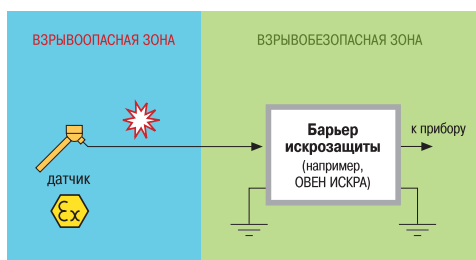 ВЗРЫВООПАСНАЯ ЗОНА
ВЗРЫВОБЕЗОПАСНАЯ ЗОНА
Барьер
искрозащиты
(например,
ОВЕН ИСКРА)
к прибору
датчик
Ex